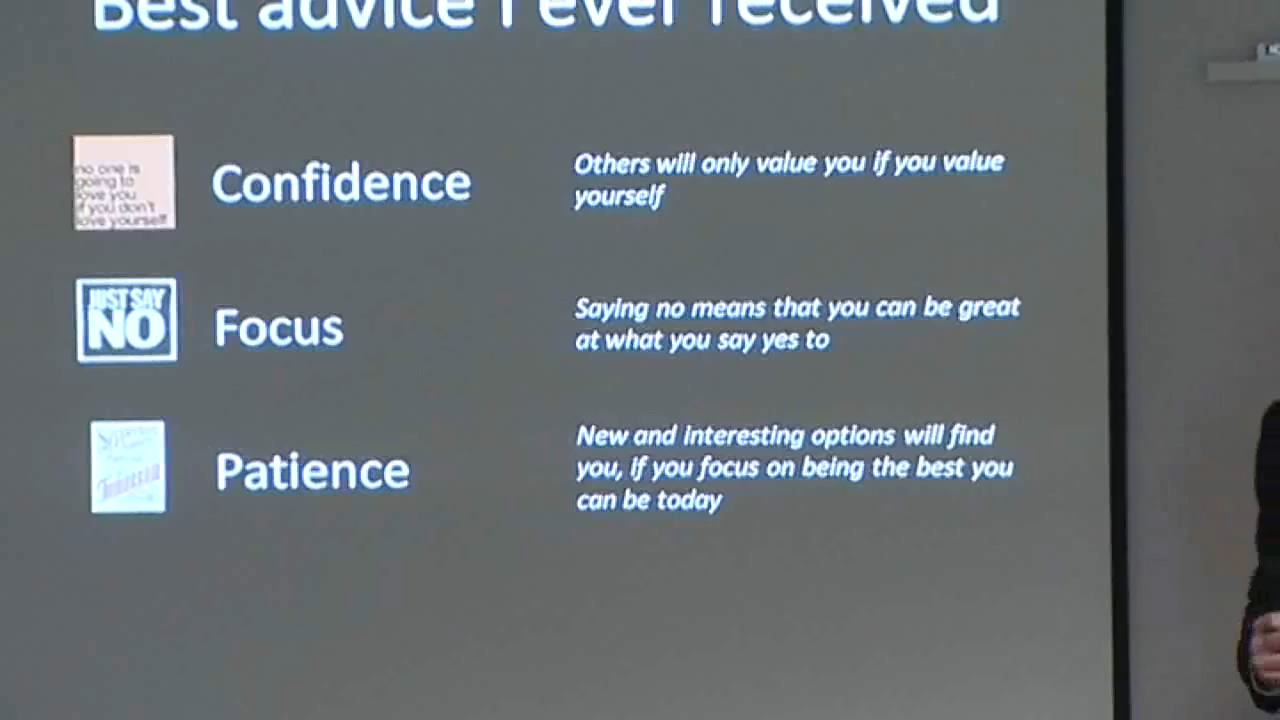 Best advice I ever received
no one is
going to
love you
if you don't
love yourself
Confidence
Others will only value you if you value
yourself
JUST SAY
NO
Focus
Saying no means that you can be great
at what you say yes to
Patience
New and interesting options will find
you, if you focus on being the best you
can be today